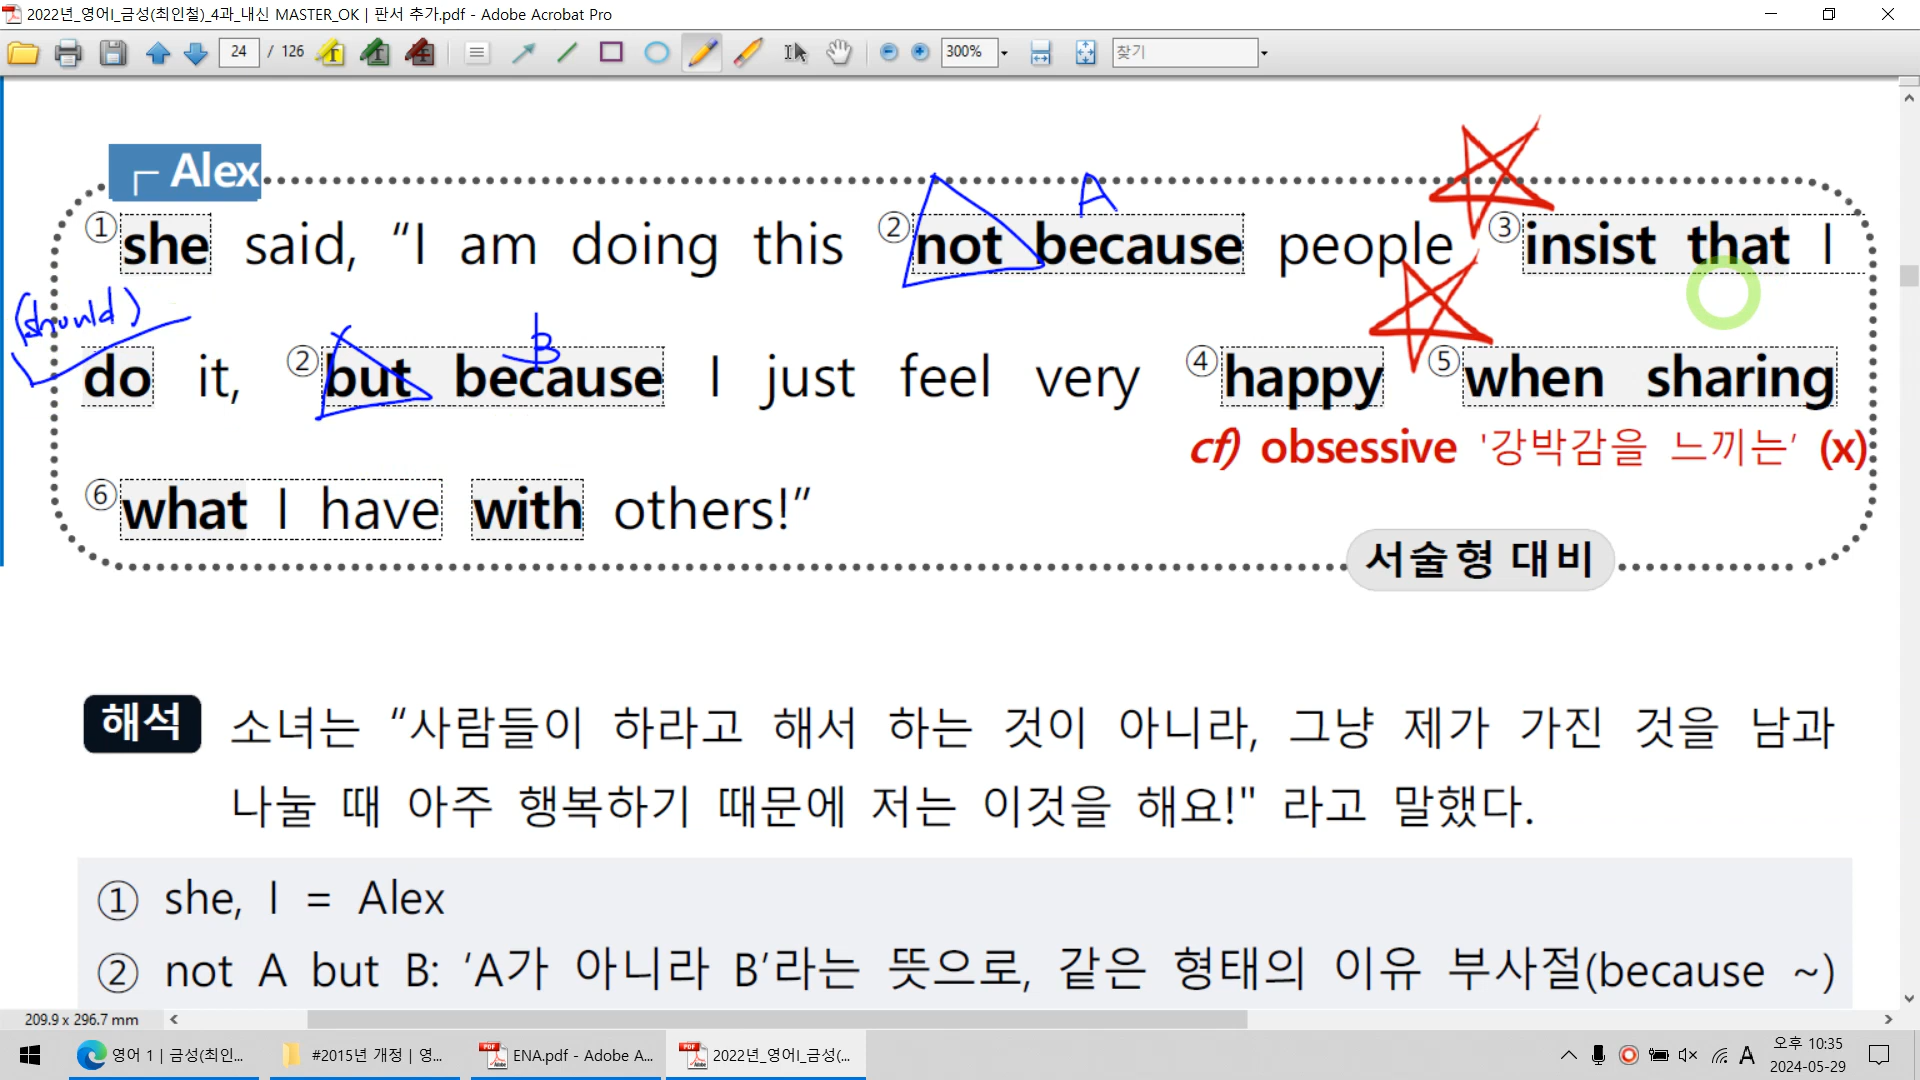 2022년_영어I_금성(최인철)_4과_내신 MASTER_OK | 판서 추가.pdf - Adobe Acrobat Pro
24 / 126 300% 찾기
┌ Alex
A
① she said, “I am doing this ② not because people ③ insist that I
(should)
B
do it, ② but because I just feel very ④ happy ⑤ when sharing
cf) obsessive '강박감을 느끼는' (x)
⑥ what I have with others!”
서술형 대비
해석 소녀는 “사람들이 하라고 해서 하는 것이 아니라, 그냥 제가 가진 것을 남과
나눌 때 아주 행복하기 때문에 저는 이것을 해요!" 라고 말했다.
① she, I = Alex
② not A but B: ‘A가 아니라 B’라는 뜻으로, 같은 형태의 이유 부사절(because ~)
209.9 x 296.7 mm
영어 1 | 금성(최인... #2015년 개정 | 영... ENA.pdf - Adobe A... 2022년_영어I_금성(... A 오후 10:35
2024-05-29